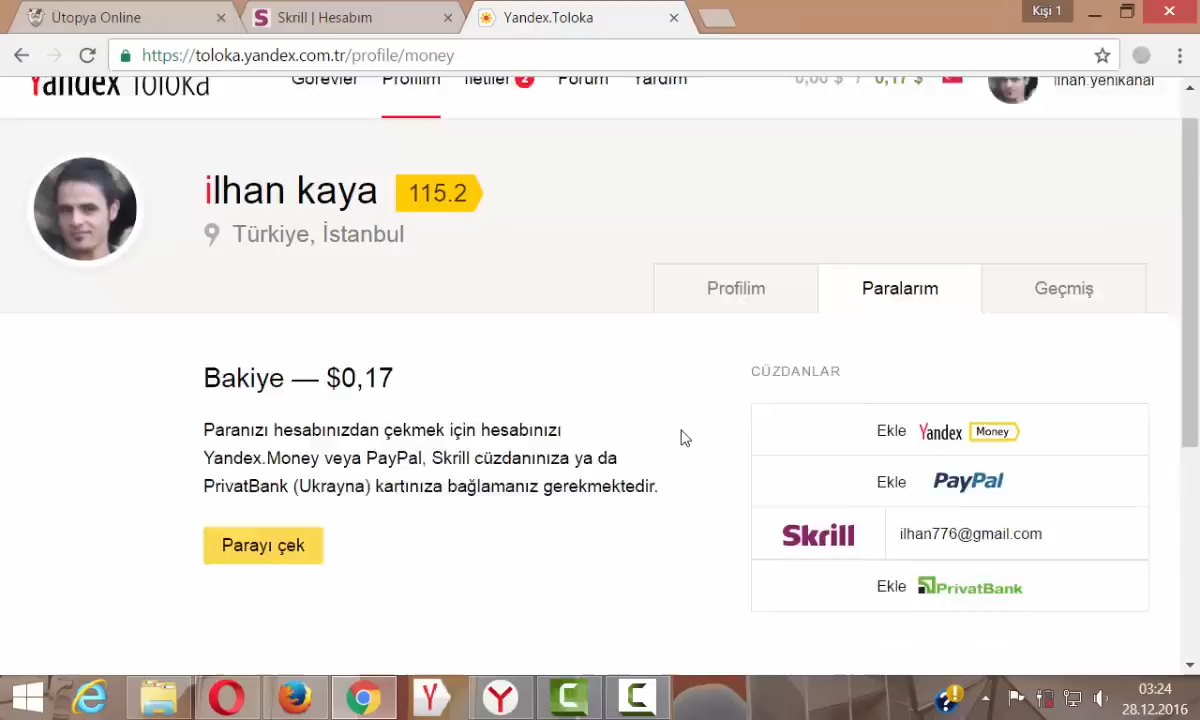 Ütopya Online
Skrill | Hesabım
Yandex.Toloka
Kişi 1
https://toloka.yandex.com.tr/profile/money
Yandex Toloka
Görevler
Profilim
İletiler 2
Forum
Yardım
0,00 $ / 0,17 $
ilhan.yenikanal
ilhan kaya
115.2
Türkiye, İstanbul
Profilim
Paralarım
Geçmiş
Bakiye — $0,17
Paranızı hesabınızdan çekmek için hesabınızı
Yandex.Money veya PayPal, Skrill cüzdanınıza ya da
PrivatBank (Ukrayna) kartınıza bağlamanız gerekmektedir.
Parayı çek
CÜZDANLAR
Ekle Yandex Money
Ekle PayPal
Skrill ilhan776@gmail.com
Ekle PrivatBank
03:24
28.12.2016